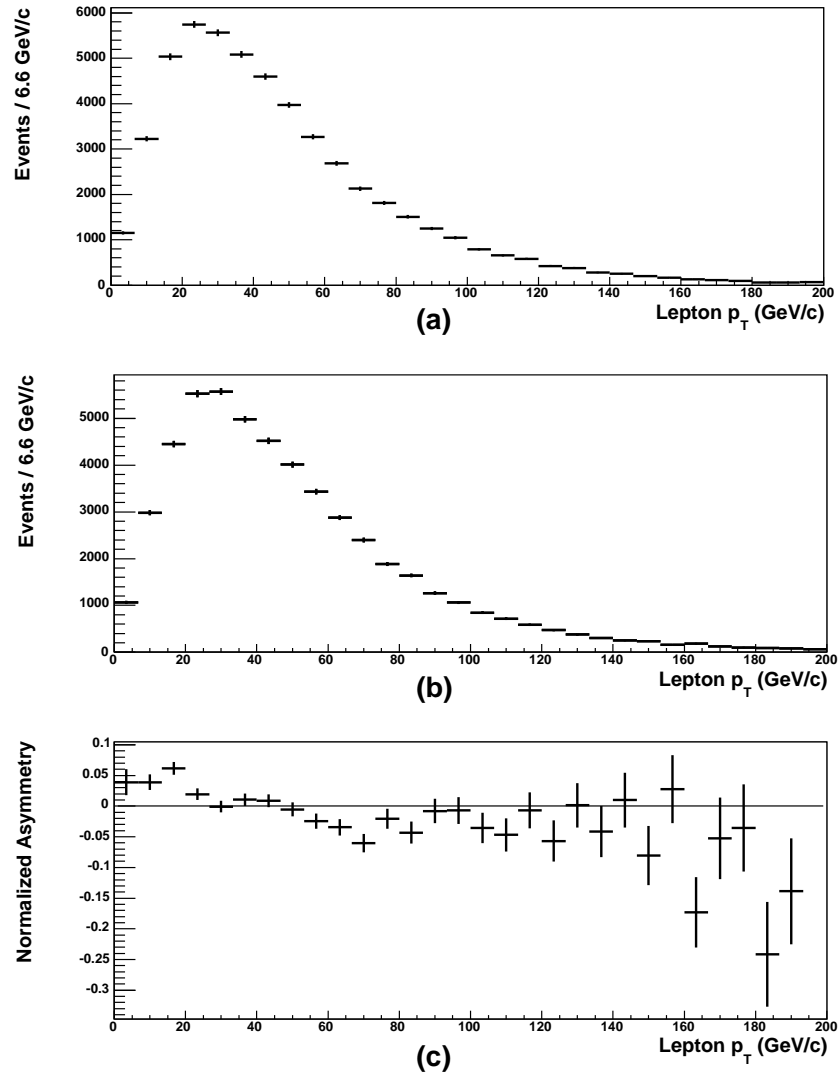 Events / 6.6 GeV/c
6000
5000
4000
3000
2000
1000
0
0 20 40 60 80 100 120 140 160 180 200
Lepton p_T (GeV/c)
(a)
Events / 6.6 GeV/c
5000
4000
3000
2000
1000
0
0 20 40 60 80 100 120 140 160 180 200
Lepton p_T (GeV/c)
(b)
Normalized Asymmetry
0.1
0.05
0
-0.05
-0.1
-0.15
-0.2
-0.25
-0.3
0 20 40 60 80 100 120 140 160 180 200
Lepton p_T (GeV/c)
(c)